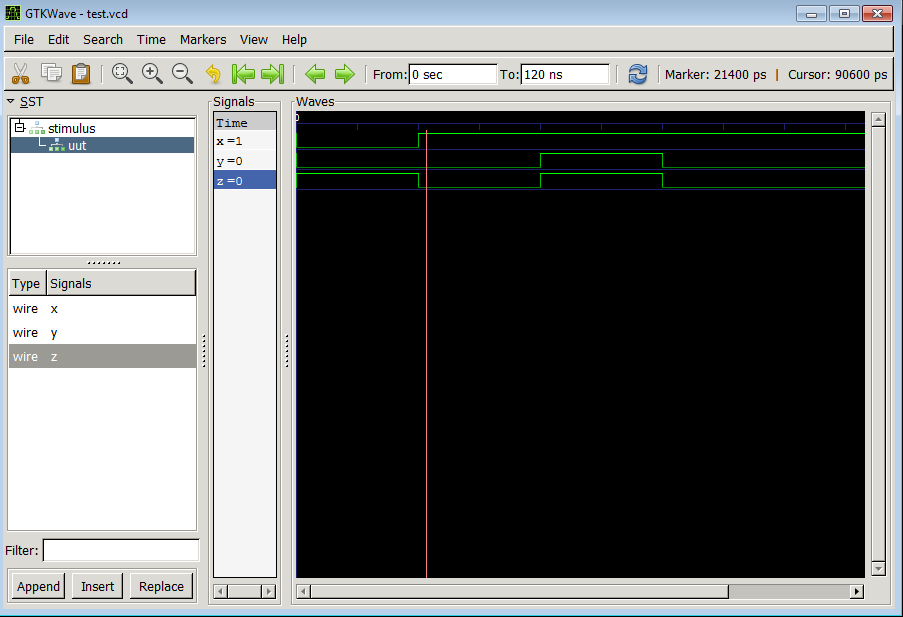 GTKWave - test.vcd
File Edit Search Time Markers View Help
From: 0 sec To: 120 ns Marker: 21400 ps | Cursor: 90600 ps
SST
stimulus
uut
Type Signals
wire x
wire y
wire z
Filter:
Append Insert Replace
Signals
Time
x =1
y =0
z =0
Waves
0